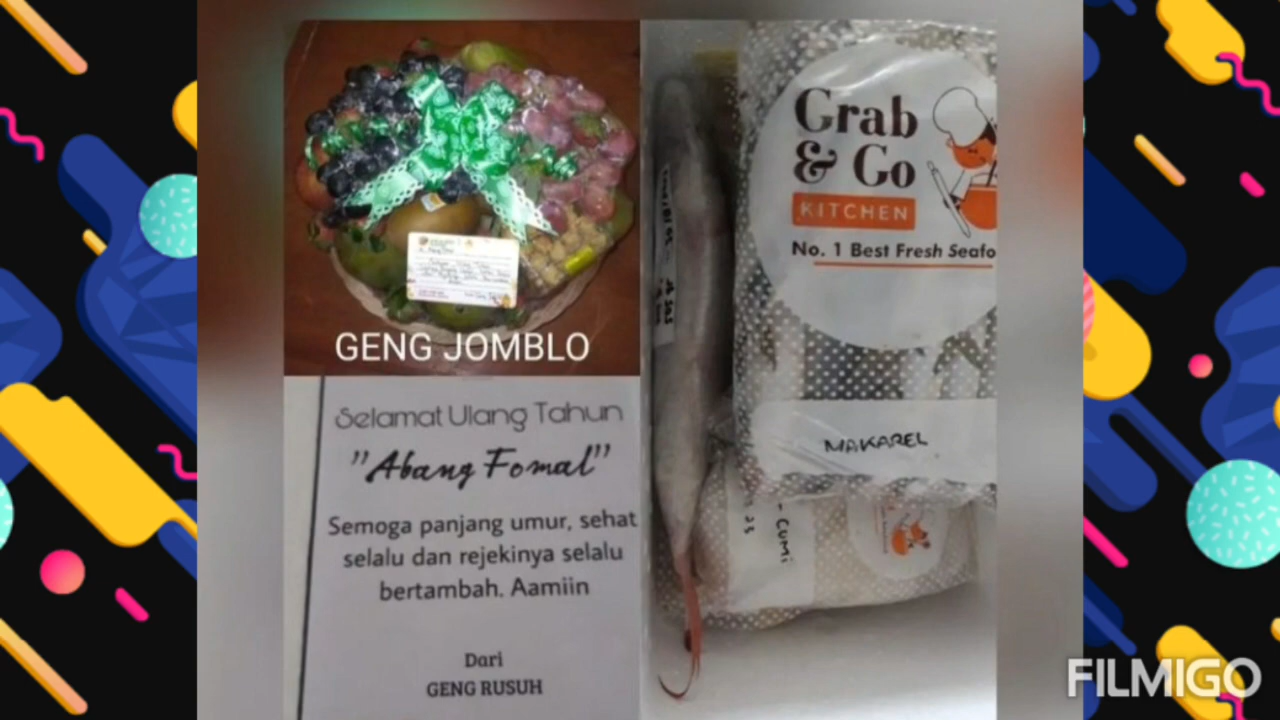 GENG JOMBLO
Selamat Ulang Tahun
"Abang Fomal"
Semoga panjang umur, sehat
selalu dan rejekinya selalu
bertambah. Aamiin
Dari
GENG RUSUH
Grab
& Go
KITCHEN
No. 1 Best Fresh Seafo
MAKAREL
CUMI
FILMIGO